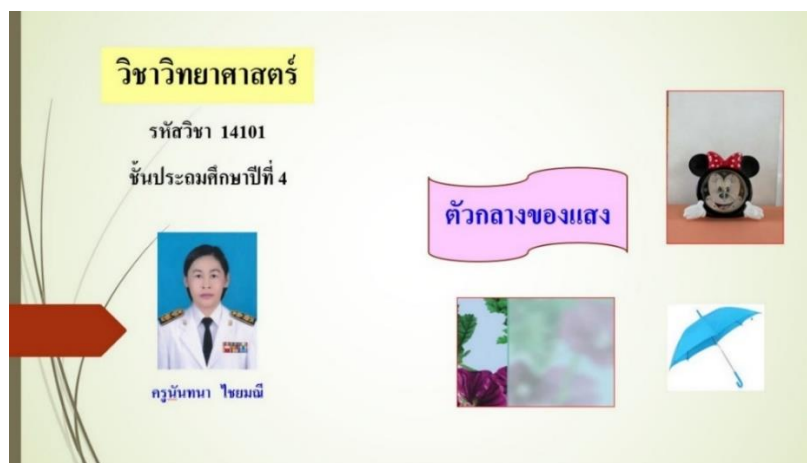 วิชาวิทยาศาสตร์
รหัสวิชา 14101
ชั้นประถมศึกษาปีที่ 4
ครูนันทนา ไชยมณี
ตัวกลางของแสง